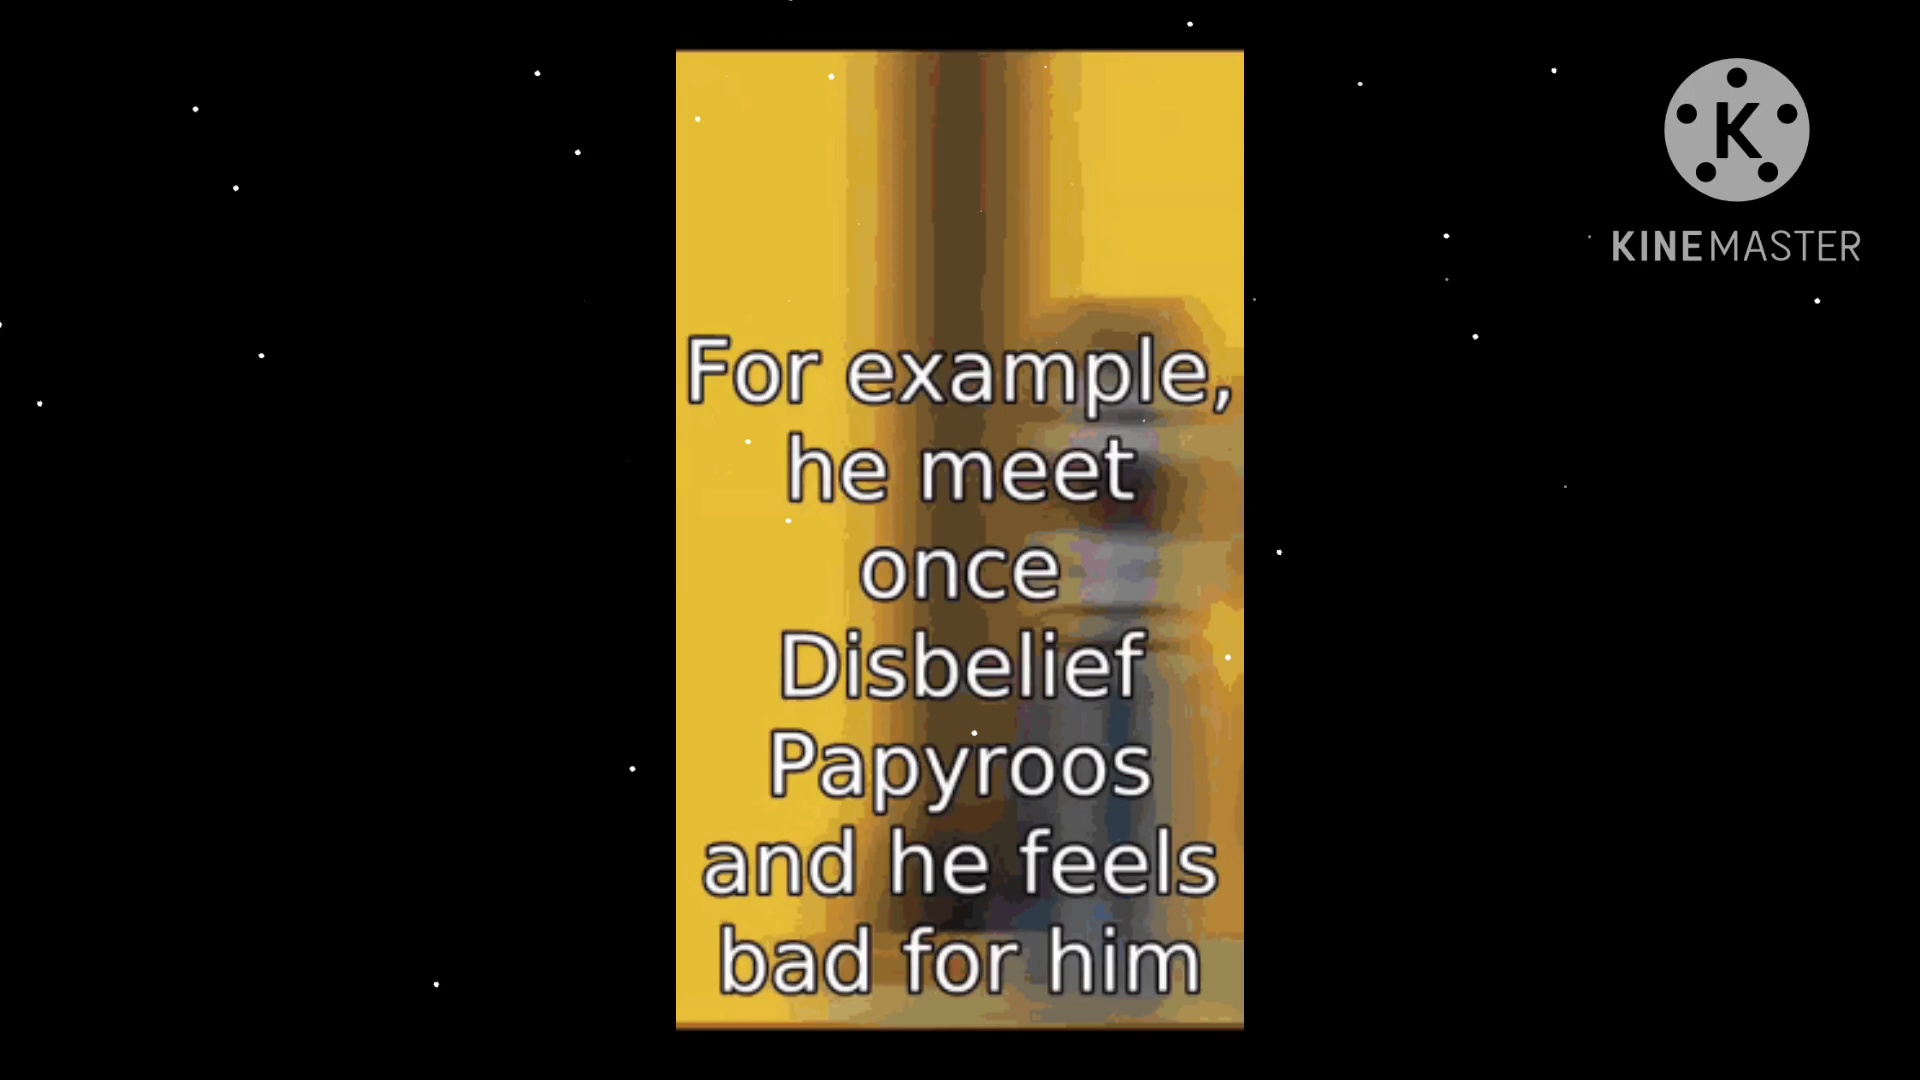 For example,
he meet
once
Disbelief
Papyroos
and he feels
bad for him
K
KINEMASTER